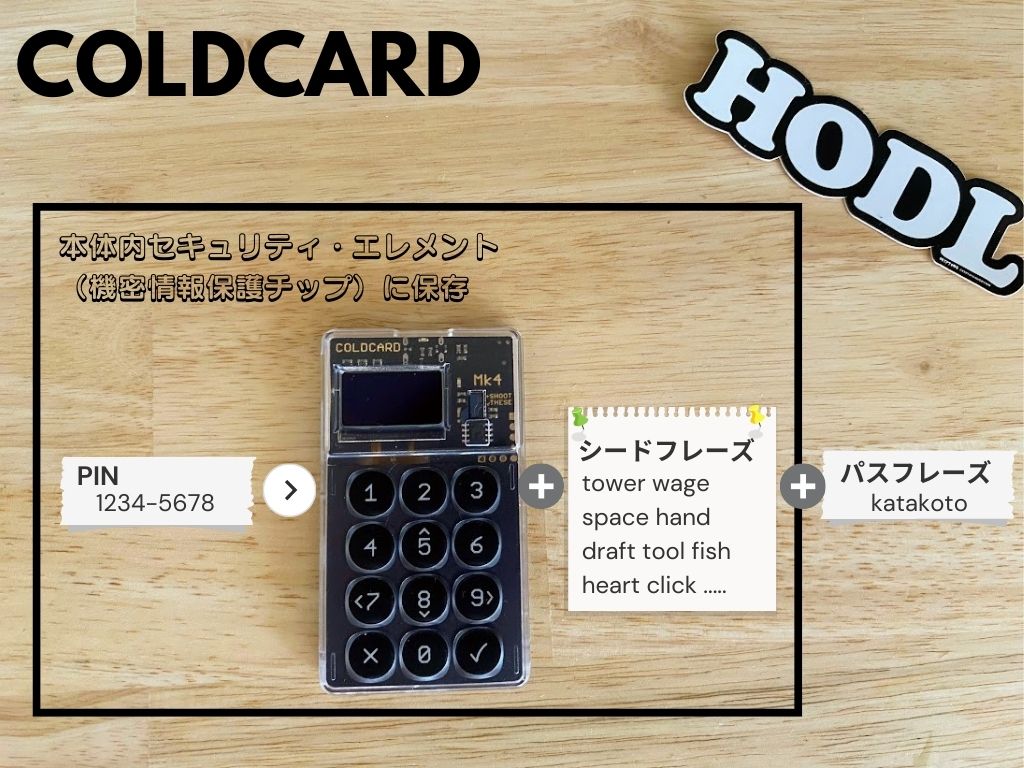 COLDCARD
HODL
本体内セキュリティ・エレメント
（機密情報保護チップ）に保存
COLDCARD
Mk4
SHOOT
THESE
PIN
1234-5678
シードフレーズ
tower wage
space hand
draft tool fish
heart click .....
パスフレーズ
katakoto
1 2 3
4 5 6
<7 8 9>
X 0 ✓